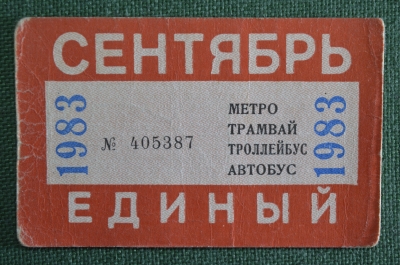 СЕНТЯБРЬ
1983
№ 405387
МЕТРО
ТРАМВАЙ
ТРОЛЛЕЙБУС
АВТОБУС
1983
ЕДИНЫЙ